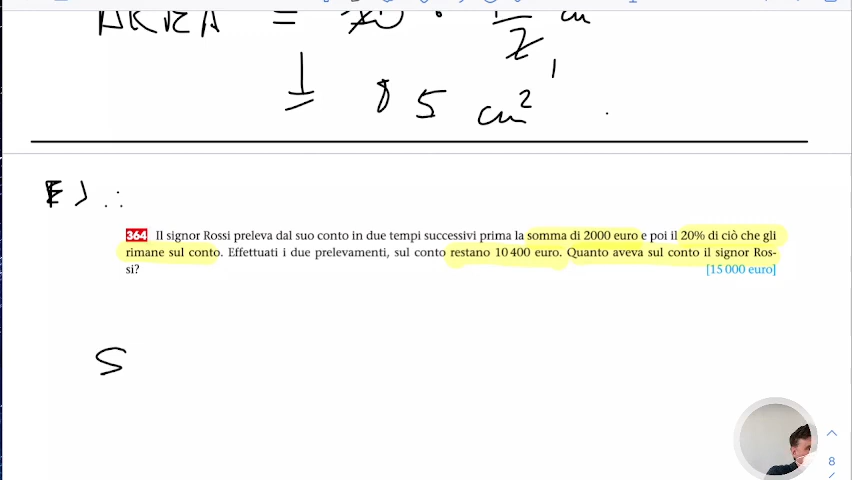 AREA =
= 85 cm²
E) ∴
364 Il signor Rossi preleva dal suo conto in due tempi successivi prima la somma di 2000 euro e poi il 20% di ciò che gli
rimane sul conto. Effettuati i due prelevamenti, sul conto restano 10 400 euro. Quanto aveva sul conto il signor Ros-
si? [15 000 euro]
S
8